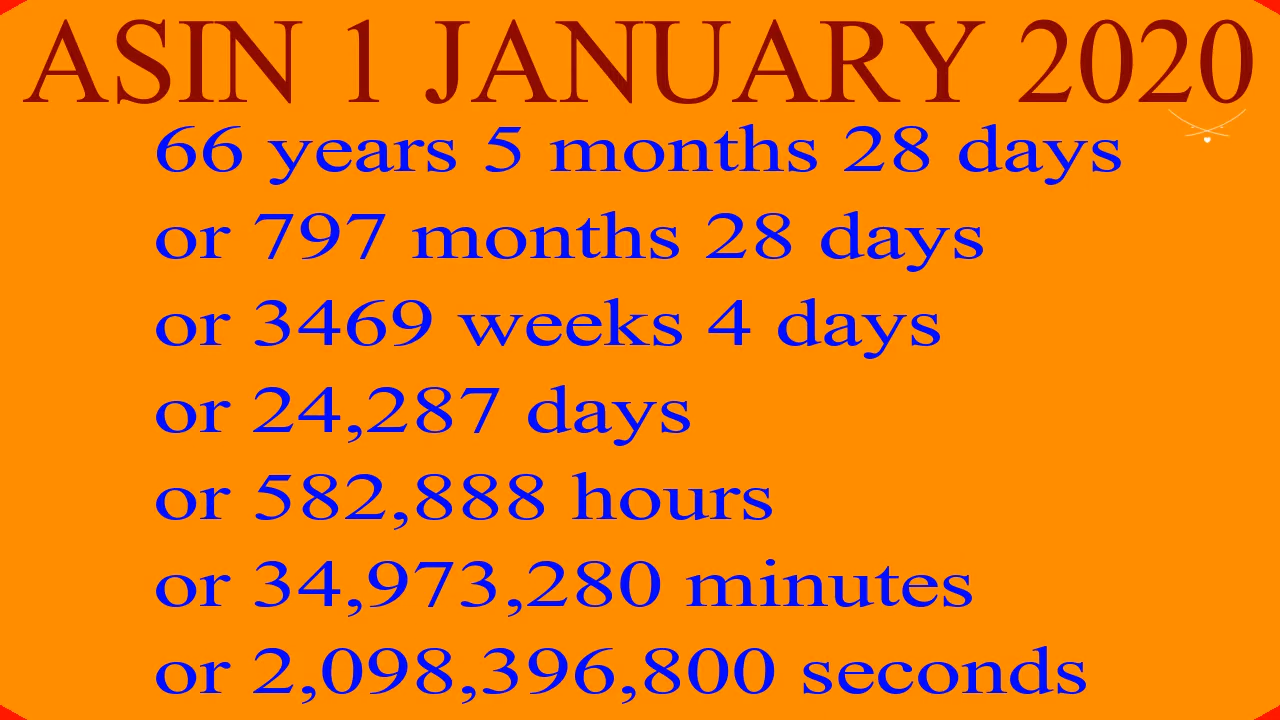 ASIN 1 JANUARY 2020
66 years 5 months 28 days
or 797 months 28 days
or 3469 weeks 4 days
or 24,287 days
or 582,888 hours
or 34,973,280 minutes
or 2,098,396,800 seconds